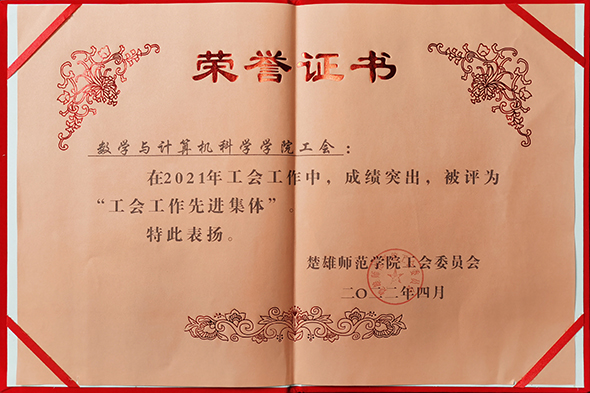 荣誉证书
数学与计算机科学学院工会：
在2021年工会工作中，成绩突出，被评为
“工会工作先进集体”。
特此表扬。
楚雄师范学院工会委员会
二〇二二年四月